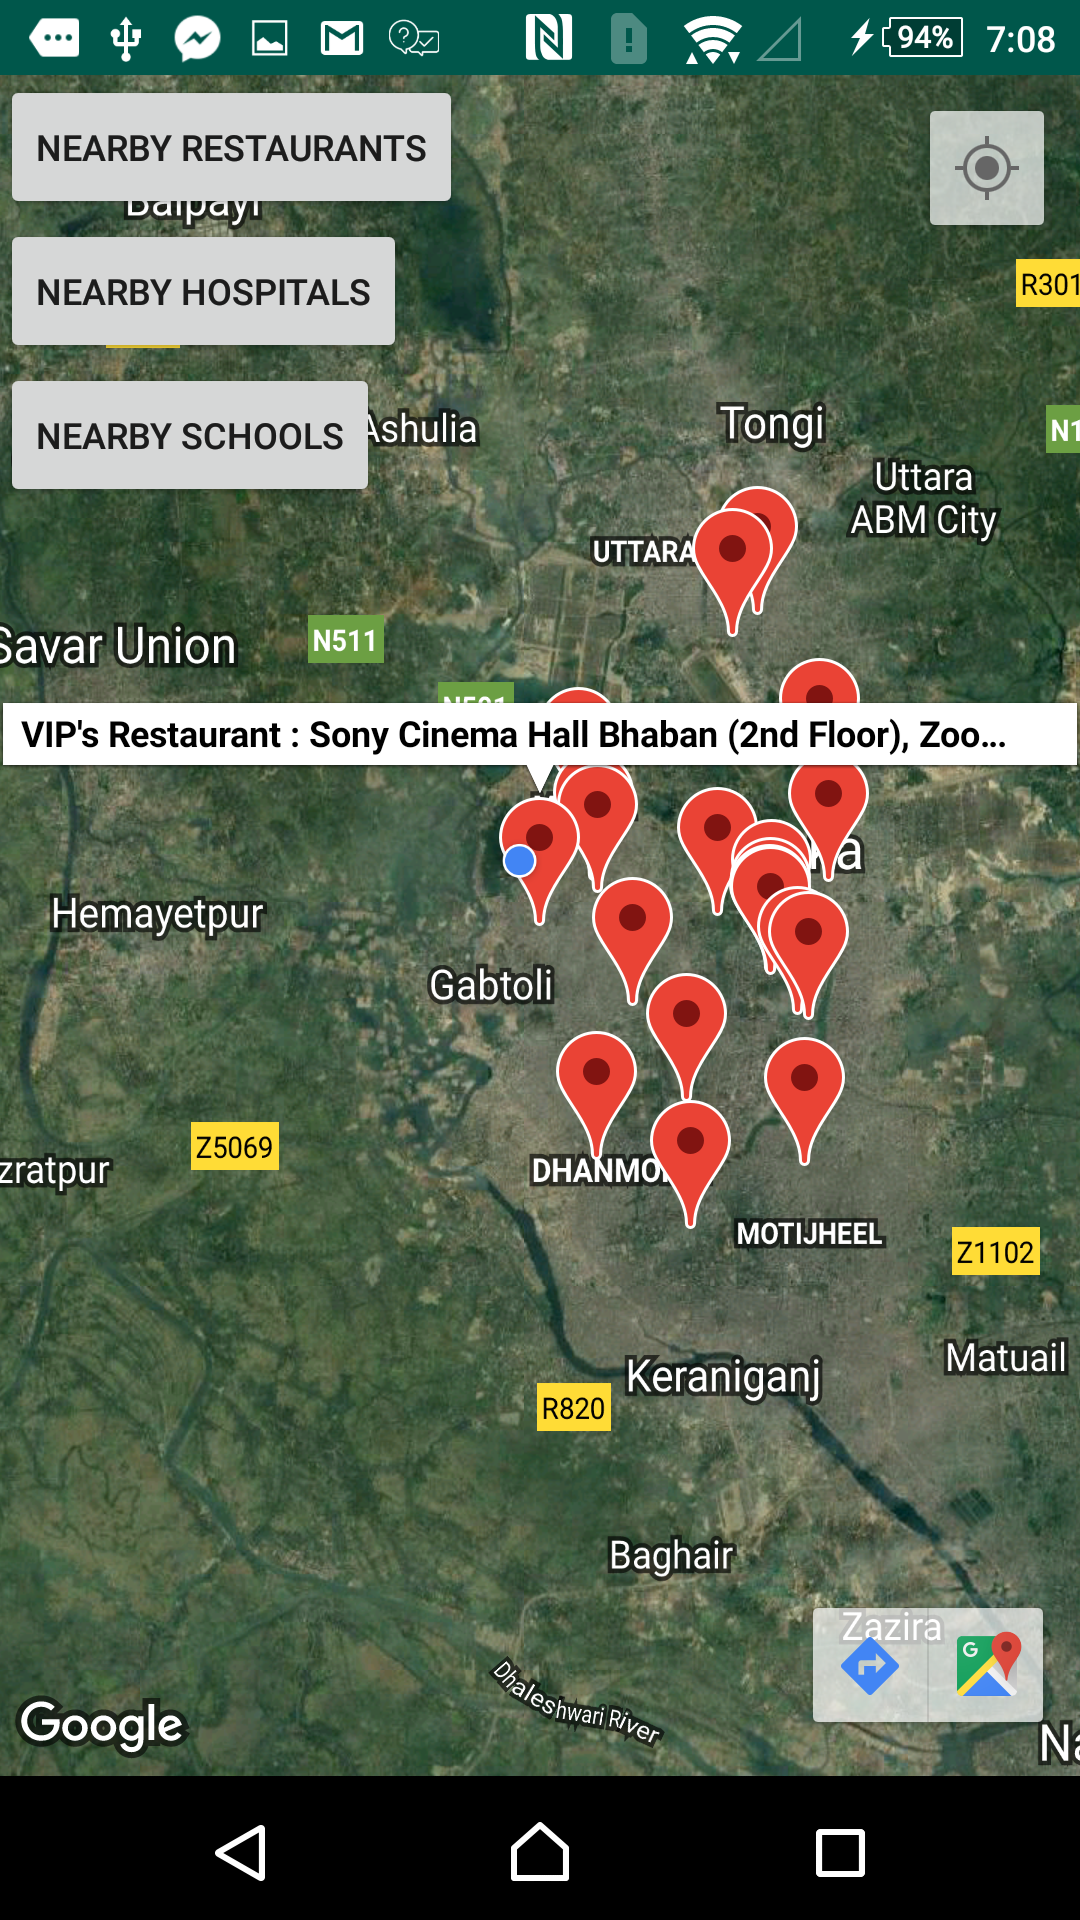 94% 7:08
NEARBY RESTAURANTS
NEARBY HOSPITALS
R301
NEARBY SCHOOLS
Ashulia
Tongi
N1
Uttara
ABM City
UTTARA
Savar Union
N511
VIP's Restaurant : Sony Cinema Hall Bhaban (2nd Floor), Zoo...
Hemayetpur
Gabtoli
Z5069
zratpur
DHANMO
MOTIJHEEL
Z1102
Matuail
Keraniganj
R820
Baghair
Zazira
G
Dhaleshwari River
Google
Na